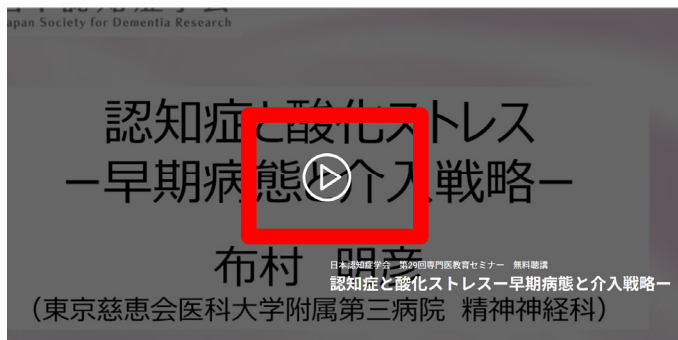 apan Society for Dementia Research
認知症と酸化ストレス
ー早期病態と介入戦略ー
布村 明彦
日本認知症学会 第29回専門医教育セミナー 無料聴講
認知症と酸化ストレスー早期病態と介入戦略ー
(東京慈恵会医科大学附属第三病院 精神神経科)